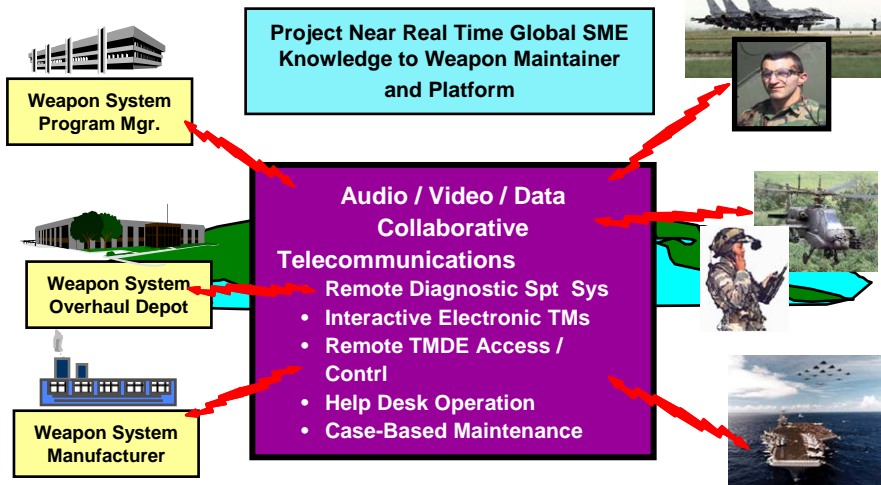 Project Near Real Time Global SME
Knowledge to Weapon Maintainer
and Platform
Weapon System
Program Mgr.
Weapon System
Overhaul Depot
Weapon System
Manufacturer
Audio / Video / Data
Collaborative
Telecommunications
Remote Diagnostic Spt Sys
• Interactive Electronic TMs
• Remote TMDE Access /
Contrl
• Help Desk Operation
• Case-Based Maintenance